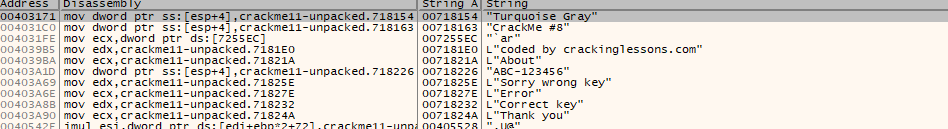 Address Disassembly String A String
00403171 mov dword ptr ss:[esp+4],crackme11-unpacked.718154 00718154 "Turquoise Gray"
004031C0 mov dword ptr ss:[esp+4],crackme11-unpacked.718163 00718163 "CrackMe #8"
004031FE mov ecx,dword ptr ds:[7255EC] 007255EC "`ar"
004039B5 mov edx,crackme11-unpacked.7181E0 007181E0 L"coded by crackinglessons.com"
004039BA mov ecx,crackme11-unpacked.71821A 0071821A L"About"
00403A1D mov dword ptr ss:[esp+4],crackme11-unpacked.718226 00718226 "ABC-123456"
00403A69 mov edx,crackme11-unpacked.71825E 0071825E L"Sorry wrong key"
00403A6E mov ecx,crackme11-unpacked.71827E 0071827E L"Error"
00403A8B mov edx,crackme11-unpacked.718232 00718232 L"Correct key"
00403A90 mov ecx,crackme11-unpacked.71824A 0071824A L"Thank you"
0040542E imul esi,dword ptr ds:[edi+ebp*2+72],crackme11-unpa 00405528 ".U@"